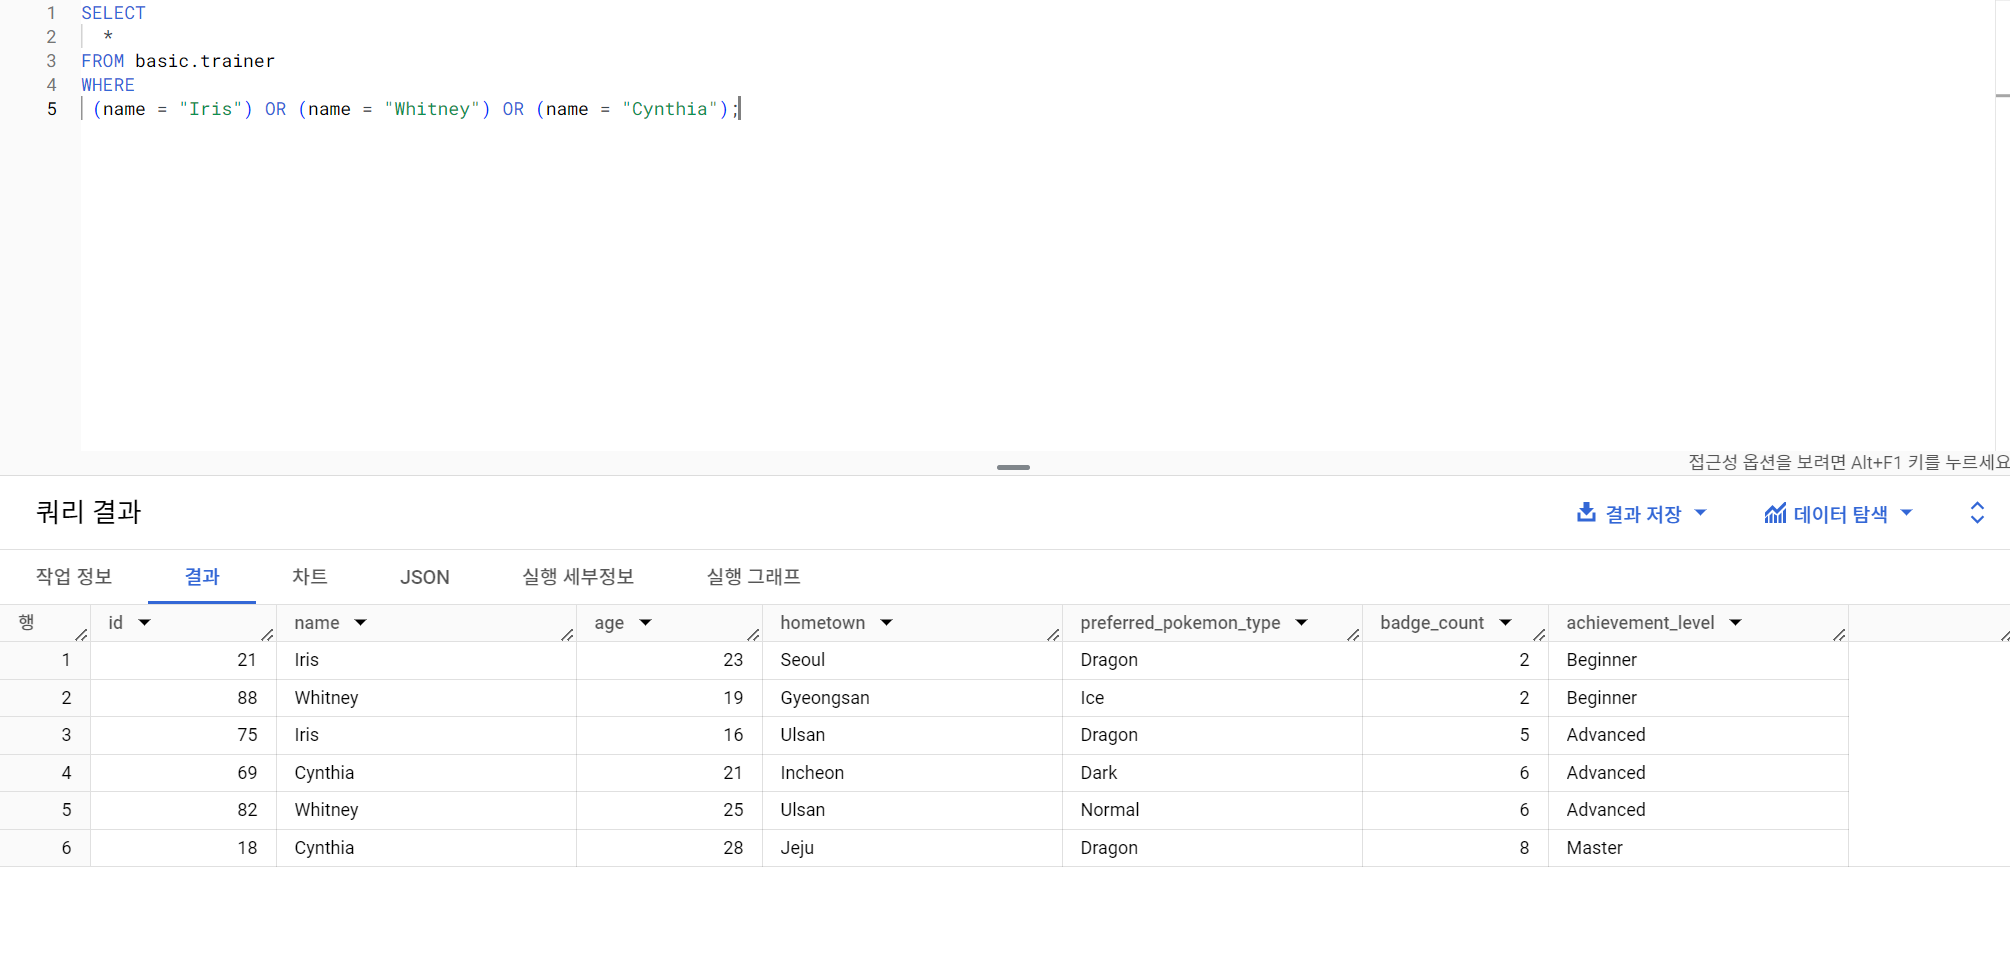 1 SELECT
2 *
3 FROM basic.trainer
4 WHERE
5 (name = "Iris") OR (name = "Whitney") OR (name = "Cynthia");
접근성 옵션을 보려면 Alt+F1 키를 누르세요
쿼리 결과 결과 저장 데이터 탐색
작업 정보 결과 차트 JSON 실행 세부정보 실행 그래프
행 id name age hometown preferred_pokemon_type badge_count achievement_level
1 21 Iris 23 Seoul Dragon 2 Beginner
2 88 Whitney 19 Gyeongsan Ice 2 Beginner
3 75 Iris 16 Ulsan Dragon 5 Advanced
4 69 Cynthia 21 Incheon Dark 6 Advanced
5 82 Whitney 25 Ulsan Normal 6 Advanced
6 18 Cynthia 28 Jeju Dragon 8 Master